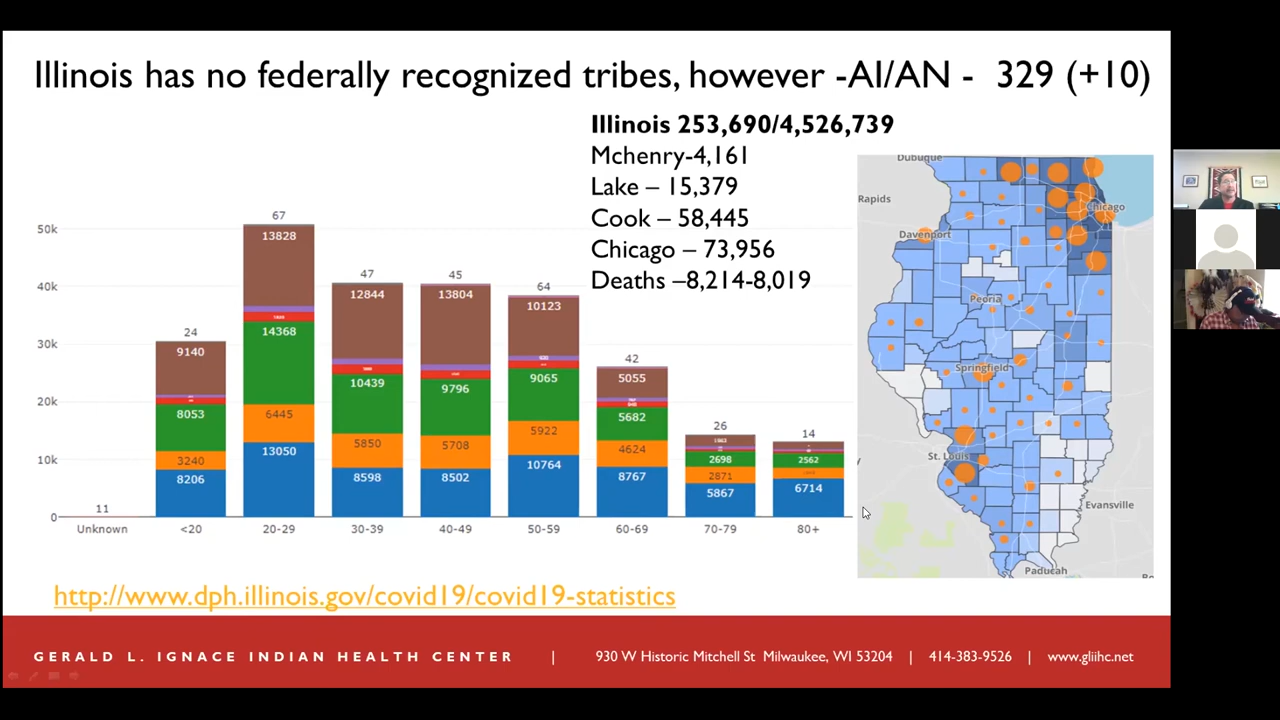 Illinois has no federally recognized tribes, however -AI/AN - 329 (+10)
Illinois 253,690/4,526,739
Mchenry-4,161
Lake – 15,379
Cook – 58,445
Chicago – 73,956
Deaths –8,214-8,019
50k
40k
30k
20k
10k
0
11
24
9140
8053
3240
8206
67
13828
14368
6445
13050
47
12844
10439
5850
8598
45
13804
9796
5708
8502
64
10123
9065
5922
10764
42
5055
5682
4624
8767
26
2698
2871
5867
14
2562
6714
Unknown
<20
20-29
30-39
40-49
50-59
60-69
70-79
80+
Dubuque
Rapids
Chicago
Davenport
Peoria
Springfield
St. Louis
Evansville
Paducah
http://www.dph.illinois.gov/covid19/covid19-statistics
GERALD L. IGNACE INDIAN HEALTH CENTER | 930 W Historic Mitchell St Milwaukee, WI 53204 | 414-383-9526 | www.gliihc.net